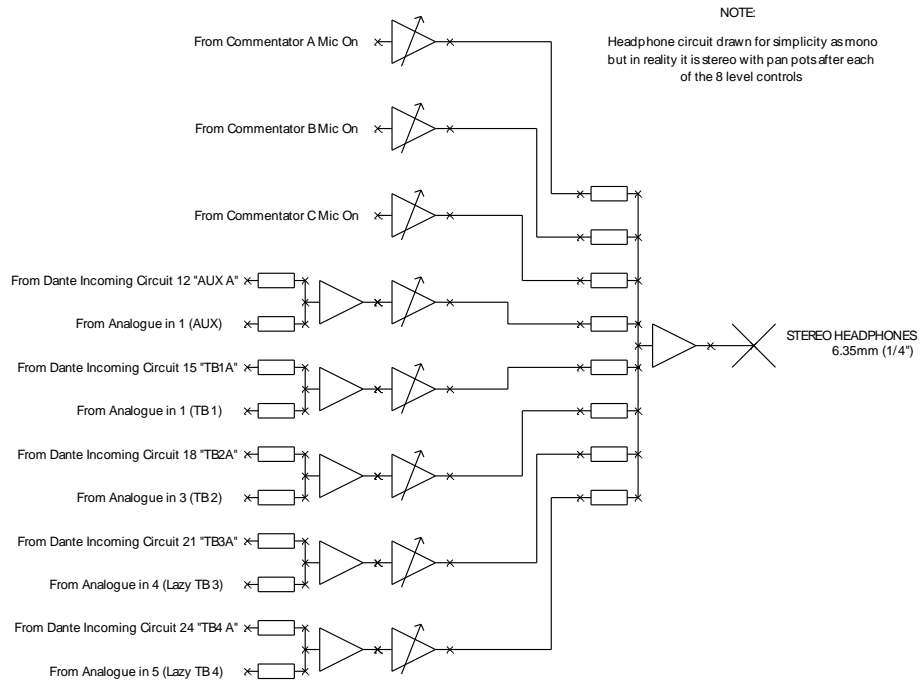 NOTE:
Headphone circuit drawn for simplicity as mono
but in reality it is stereo with pan pots after each
of the 8 level controls
From Commentator A Mic On
From Commentator B Mic On
From Commentator C Mic On
From Dante Incoming Circuit 12 "AUX A"
From Analogue in 1 (AUX)
From Dante Incoming Circuit 15 "TB1A"
From Analogue in 1 (TB 1)
From Dante Incoming Circuit 18 "TB2A"
From Analogue in 3 (TB 2)
From Dante Incoming Circuit 21 "TB3A"
From Analogue in 4 (Lazy TB 3)
From Dante Incoming Circuit 24 "TB4 A"
From Analogue in 5 (Lazy TB 4)
STEREO HEADPHONES
6.35mm (1/4")